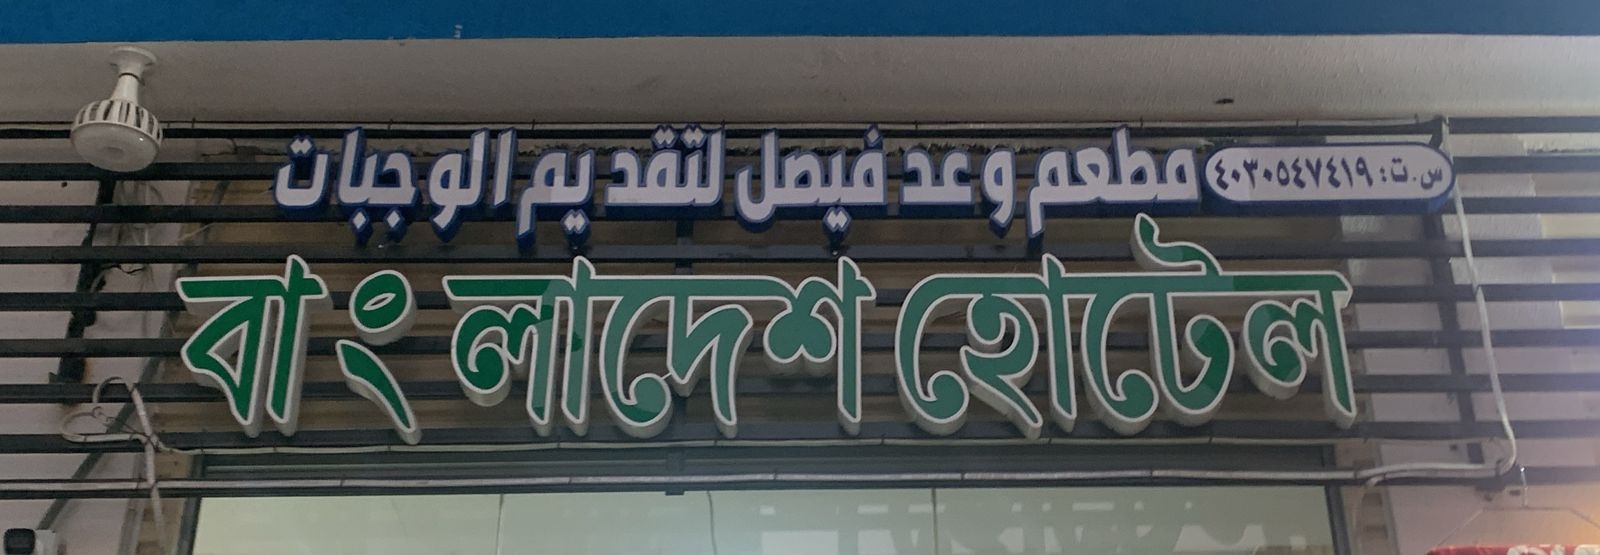 مطعم وعد فيصل لتقديم الوجبات س.ت: ٤٠٣٠٥٤٧٤١٩
বাংলাদেশ হোটেল